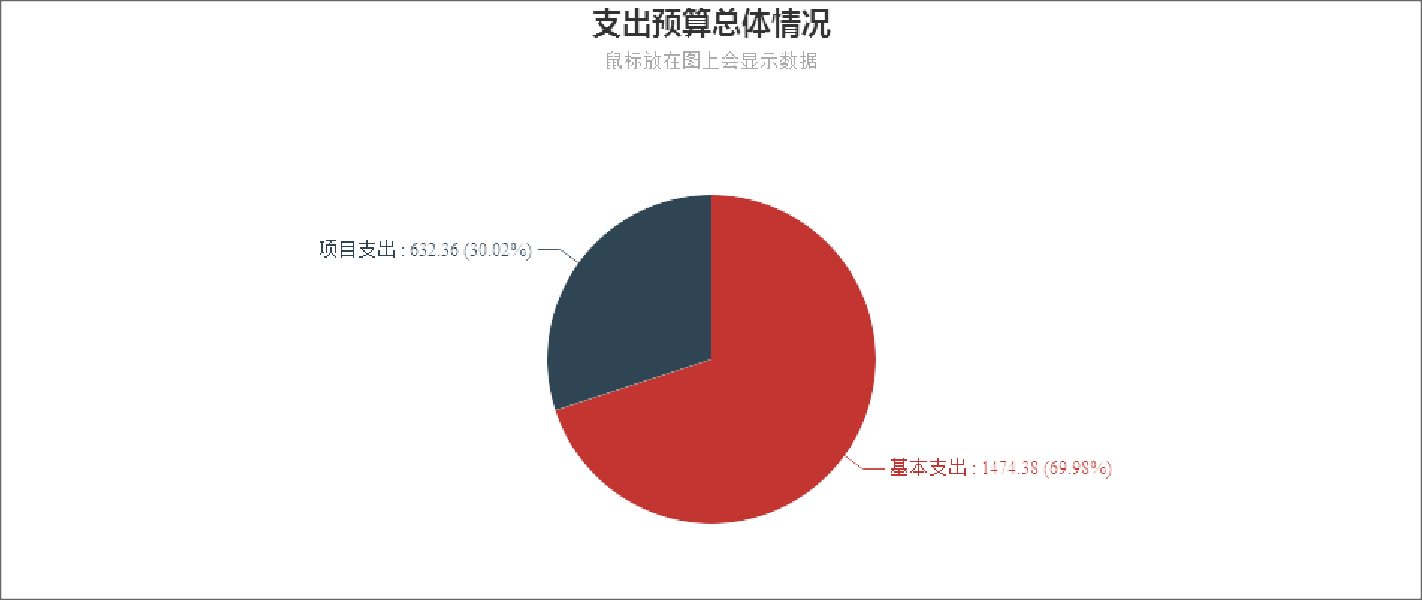 支出预算总体情况
鼠标放在图上会显示数据
项目支出 : 632.36 (30.02%)
基本支出 : 1474.38 (69.98%)